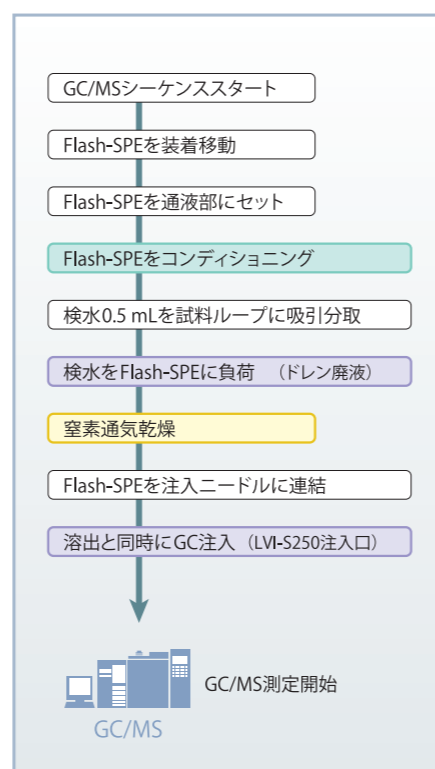 GC/MSシーケンススタート
Flash-SPEを装着移動
Flash-SPEを通液部にセット
Flash-SPEをコンディショニング
検水0.5 mLを試料ループに吸引分取
検水をFlash-SPEに負荷 （ドレン廃液）
窒素通気乾燥
Flash-SPEを注入ニードルに連結
溶出と同時にGC注入（LVI-S250注入口）
GC/MS測定開始
GC/MS